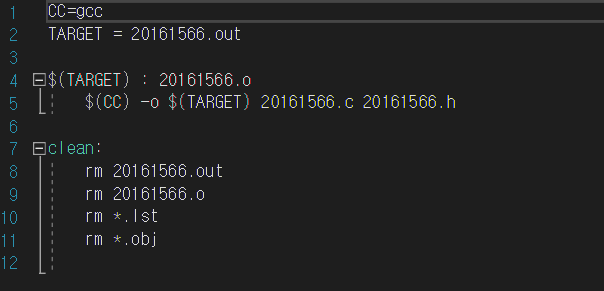 1 CC=gcc
2 TARGET = 20161566.out
3
4 $(TARGET) : 20161566.o
5 $(CC) -o $(TARGET) 20161566.c 20161566.h
6
7 clean:
8 rm 20161566.out
9 rm 20161566.o
10 rm *.lst
11 rm *.obj
12